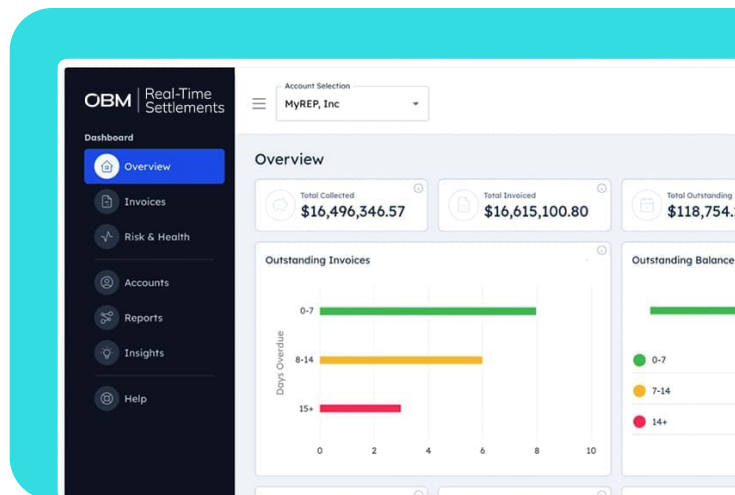 OBM
Real-Time
Settlements
Account Selection
MyREP, Inc
Dashboard
Overview
Invoices
Risk & Health
Accounts
Reports
Insights
Help
Overview
Total Collected
$16,496,346.57
Total Invoiced
$16,615,100.80
Total Outstanding
$118,754.
Outstanding Invoices
Days Overdue
0-7
8-14
15+
0 2 4 6 8 10
Outstanding Balance
0-7
7-14
14+